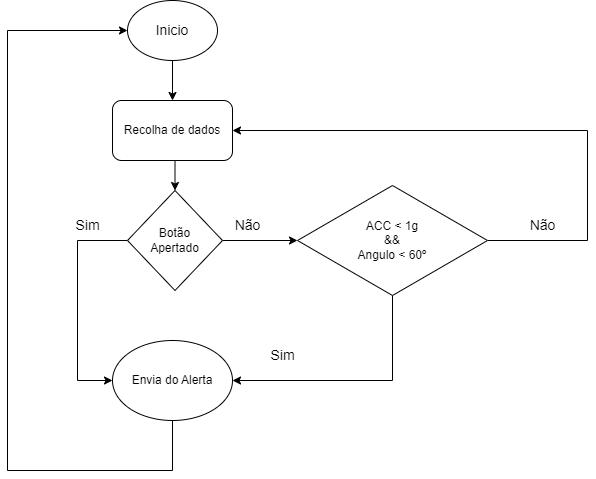 Inicio
Recolha de dados
Sim
Botão
Apertado
Não
ACC < 1g
&&
Angulo < 60º
Não
Sim
Envia do Alerta